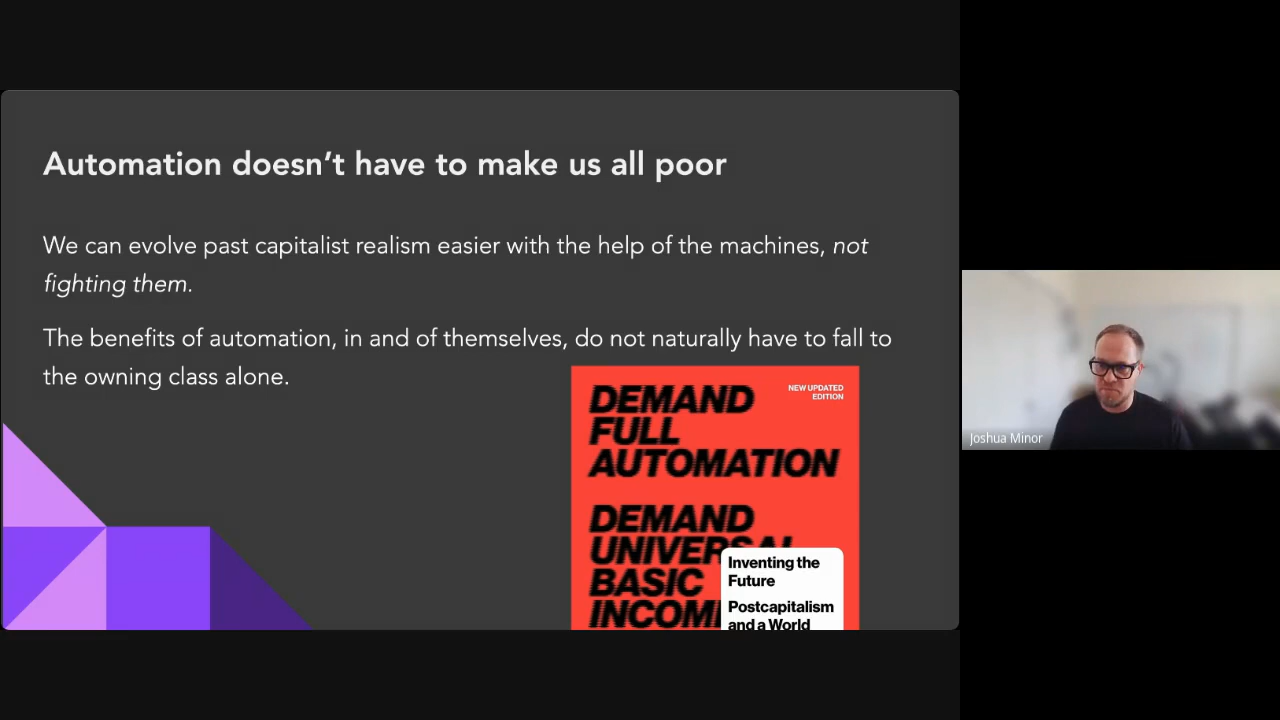 Automation doesn’t have to make us all poor
We can evolve past capitalist realism easier with the help of the machines, not
fighting them.
The benefits of automation, in and of themselves, do not naturally have to fall to
the owning class alone.
DEMAND
FULL
AUTOMATION
NEW UPDATED
EDITION
DEMAND
UNIVERSAL
BASIC
INCOM
Inventing the
Future
Postcapitalism
and a World
Joshua Minor